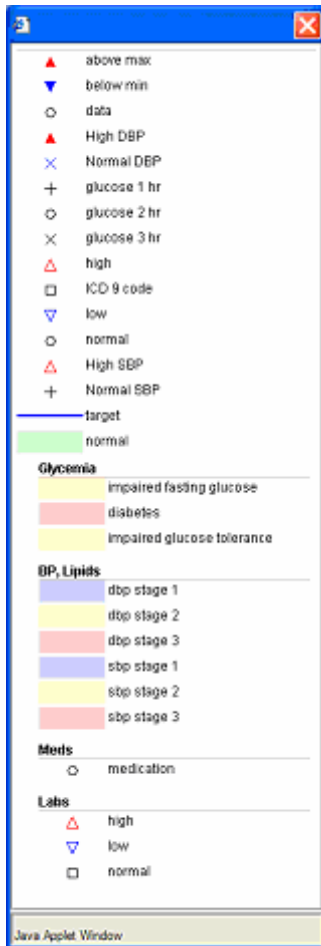 above max
below min
data
High DBP
Normal DBP
glucose 1 hr
glucose 2 hr
glucose 3 hr
high
ICD 9 code
low
normal
High SBP
Normal SBP
target
normal
Glycemia
impaired fasting glucose
diabetes
impaired glucose tolerance
BP, Lipids
dbp stage 1
dbp stage 2
dbp stage 3
sbp stage 1
sbp stage 2
sbp stage 3
Meds
medication
Labs
high
low
normal
Java Applet Window